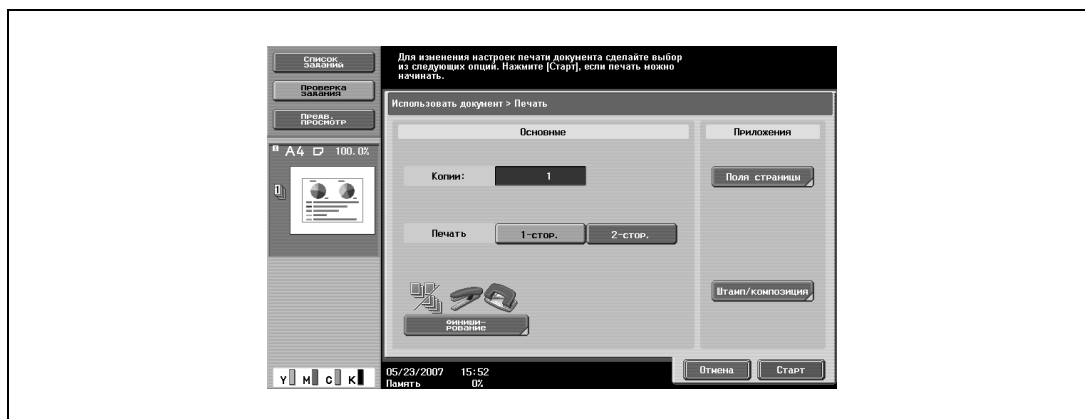 Список
задания
Проверка
задания
Предв.
просмотр
A4 100.0%
1
Y M C K
Для изменения настроек печати документа сделайте выбор
из следующих опций. Нажмите [Старт], если печать можно
начинать.
Использовать документ > Печать
Основные
Копии: 1
Печать 1-стор. 2-стор.
Финиши-
рование
Приложения
Поля страницы
Штамп/композиция
05/23/2007 15:52
Память 0%
Отмена Старт